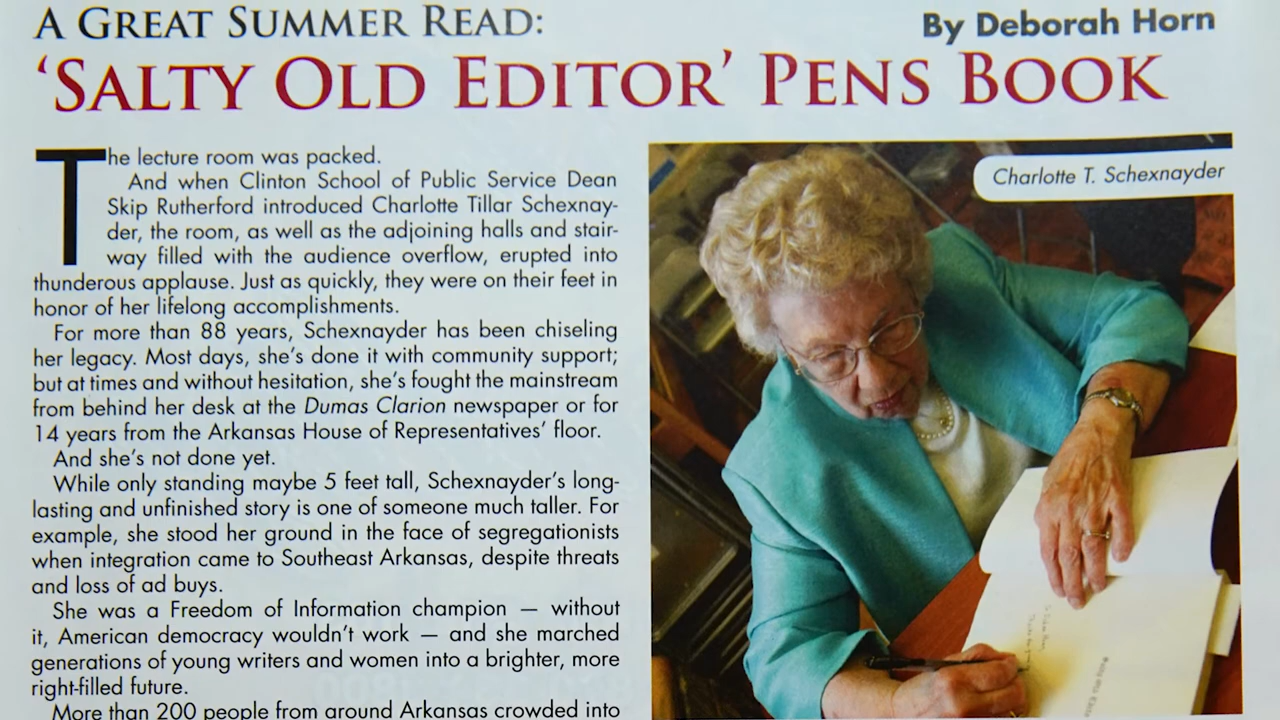 A GREAT SUMMER READ:
By Deborah Horn
‘SALTY OLD EDITOR’ PENS BOOK
The lecture room was packed.
And when Clinton School of Public Service Dean
Skip Rutherford introduced Charlotte Tillar Schexnay-
der, the room, as well as the adjoining halls and stair-
way filled with the audience overflow, erupted into
thunderous applause. Just as quickly, they were on their feet in
honor of her lifelong accomplishments.
For more than 88 years, Schexnayder has been chiseling
her legacy. Most days, she’s done it with community support;
but at times and without hesitation, she’s fought the mainstream
from behind her desk at the Dumas Clarion newspaper or for
14 years from the Arkansas House of Representatives’ floor.
And she’s not done yet.
While only standing maybe 5 feet tall, Schexnayder’s long-
lasting and unfinished story is one of someone much taller. For
example, she stood her ground in the face of segregationists
when integration came to Southeast Arkansas, despite threats
and loss of ad buys.
She was a Freedom of Information champion — without
it, American democracy wouldn’t work — and she marched
generations of young writers and women into a brighter, more
right-filled future.
More than 200 people from around Arkansas crowded into
Charlotte T. Schexnayder